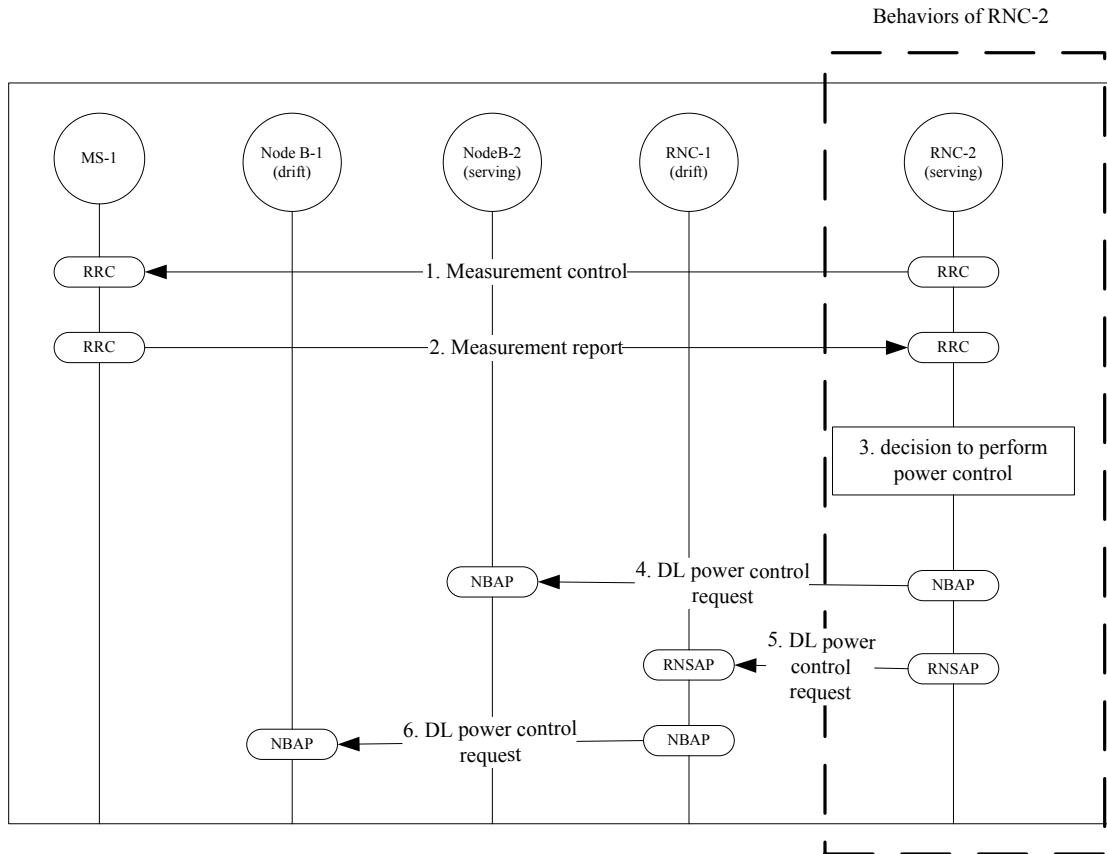 Behaviors of RNC-2
MS-1
Node B-1
(drift)
NodeB-2
(serving)
RNC-1
(drift)
RNC-2
(serving)
RRC
1. Measurement control
RRC
RRC
2. Measurement report
RRC
3. decision to perform
power control
NBAP
4. DL power control
request
NBAP
RNSAP
5. DL power
control
request
RNSAP
NBAP
6. DL power control
request
NBAP